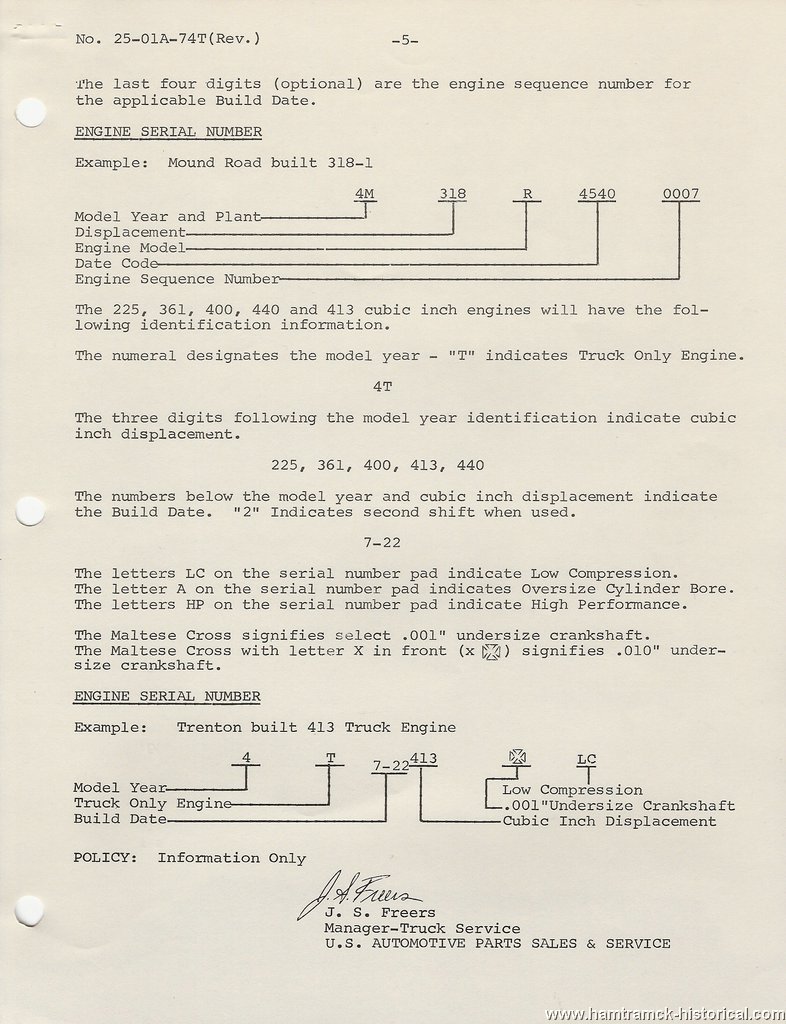 No. 25-01A-74T(Rev.)
-5-
The last four digits (optional) are the engine sequence number for
the applicable Build Date.
ENGINE SERIAL NUMBER
Example: Mound Road built 318-1
4M 318 R 4540 0007
Model Year and Plant
Displacement
Engine Model
Date Code
Engine Sequence Number
The 225, 361, 400, 440 and 413 cubic inch engines will have the fol-
lowing identification information.
The numeral designates the model year - "T" indicates Truck Only Engine.
4T
The three digits following the model year identification indicate cubic
inch displacement.
225, 361, 400, 413, 440
The numbers below the model year and cubic inch displacement indicate
the Build Date. "2" Indicates second shift when used.
7-22
The letters LC on the serial number pad indicate Low Compression.
The letter A on the serial number pad indicates Oversize Cylinder Bore.
The letters HP on the serial number pad indicate High Performance.
The Maltese Cross signifies select .001" undersize crankshaft.
The Maltese Cross with letter X in front (x ✠) signifies .010" under-
size crankshaft.
ENGINE SERIAL NUMBER
Example: Trenton built 413 Truck Engine
4 T 7-22 413 ✠ LC
Model Year
Low Compression
Truck Only Engine
.001"Undersize Crankshaft
Build Date
Cubic Inch Displacement
POLICY: Information Only
J. S. Freers
J. S. Freers
Manager-Truck Service
U.S. AUTOMOTIVE PARTS SALES & SERVICE
www.hamtramck-historical.com